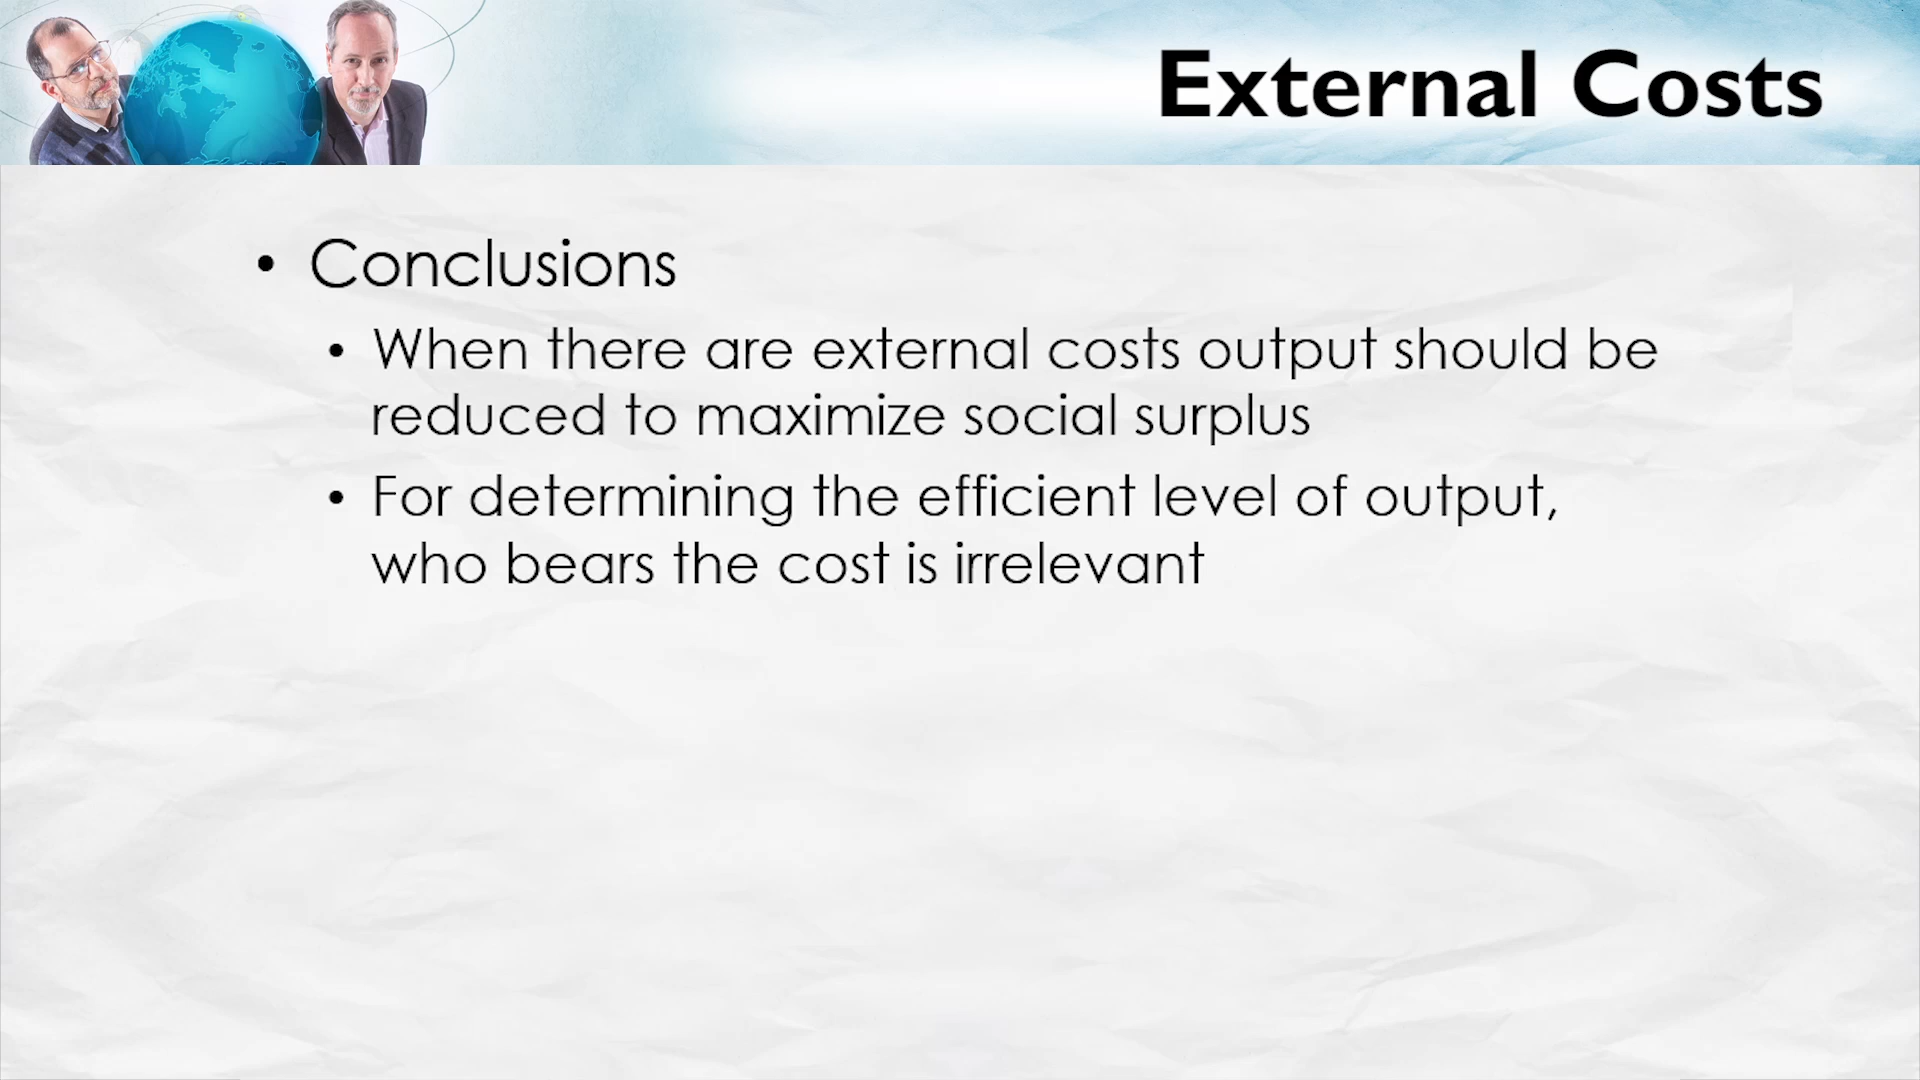 External Costs
• Conclusions
• When there are external costs output should be
reduced to maximize social surplus
• For determining the efficient level of output,
who bears the cost is irrelevant